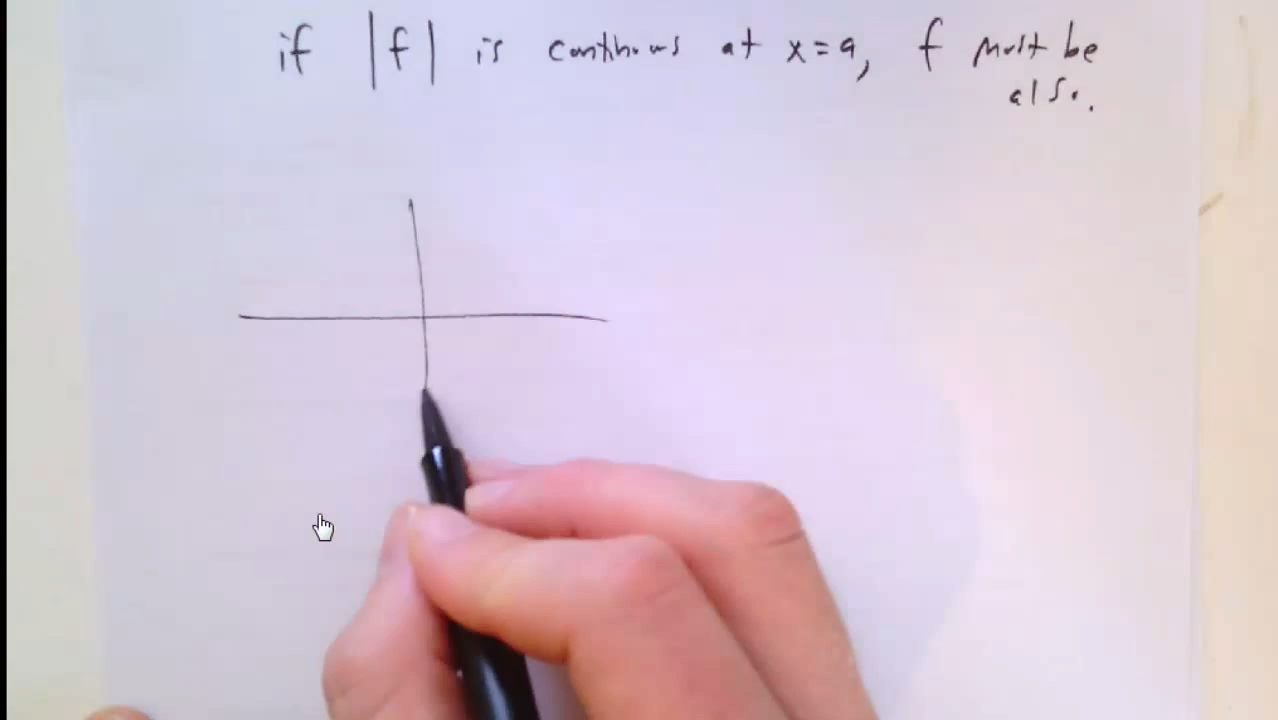 if |f| is continuous at x=a, f must be
also.